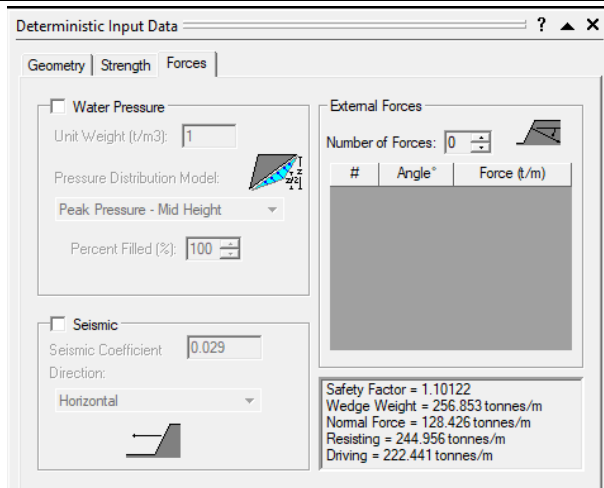 Deterministic Input Data ? ▲ ✕
Geometry Strength Forces
Water Pressure
Unit Weight (t/m3): 1
Pressure Distribution Model:
z
z/2
Peak Pressure - Mid Height
Percent Filled (%): 100
Seismic
Seismic Coefficient 0.029
Direction:
Horizontal
External Forces
Number of Forces: 0
# Angle° Force (t/m)
Safety Factor = 1.10122
Wedge Weight = 256.853 tonnes/m
Normal Force = 128.426 tonnes/m
Resisting = 244.956 tonnes/m
Driving = 222.441 tonnes/m